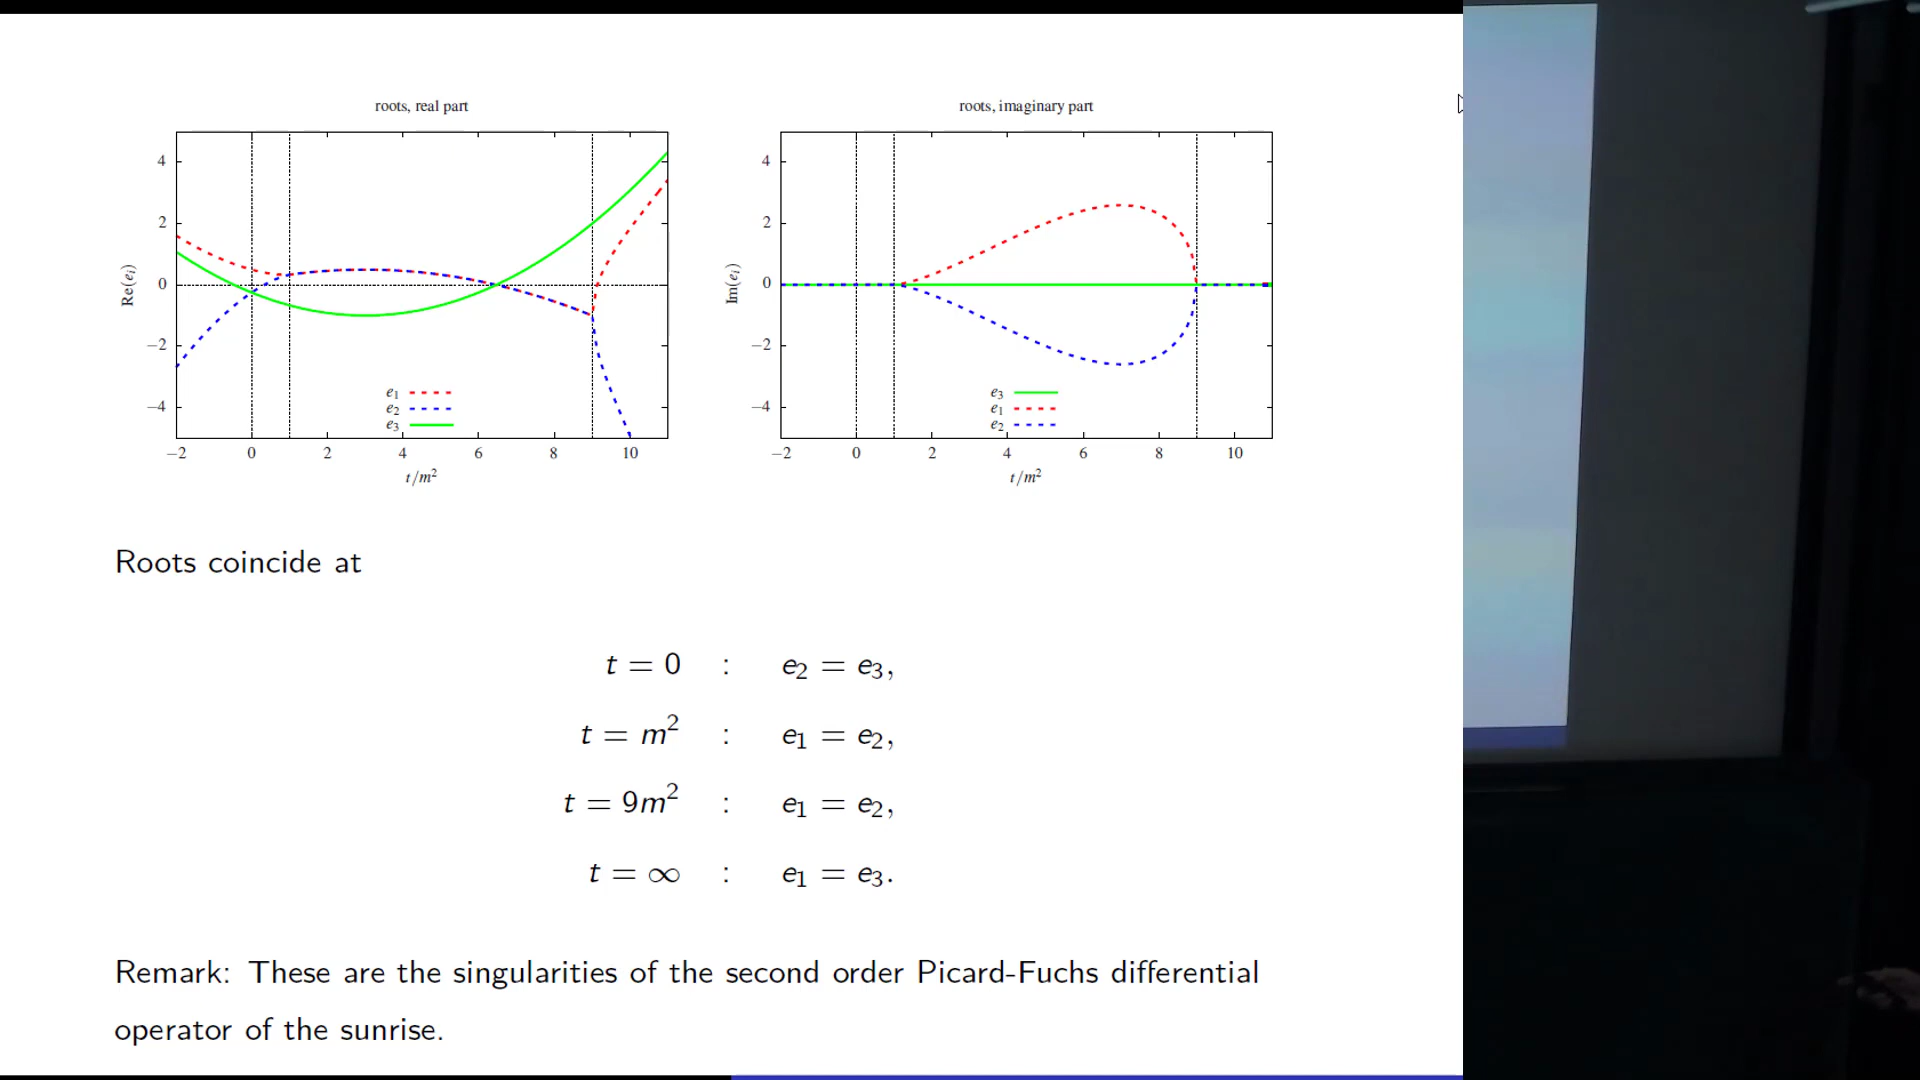 roots, real part
4
2
0
−2
−4
Re(e_i)
e₁
e₂
e₃
−2 0 2 4 6 8 10
t/m²
roots, imaginary part
4
2
0
−2
−4
Im(e_i)
e₃
e₁
e₂
−2 0 2 4 6 8 10
t/m²
Roots coincide at
t = 0 : e₂ = e₃,
t = m² : e₁ = e₂,
t = 9m² : e₁ = e₂,
t = ∞ : e₁ = e₃.
Remark: These are the singularities of the second order Picard-Fuchs differential
operator of the sunrise.